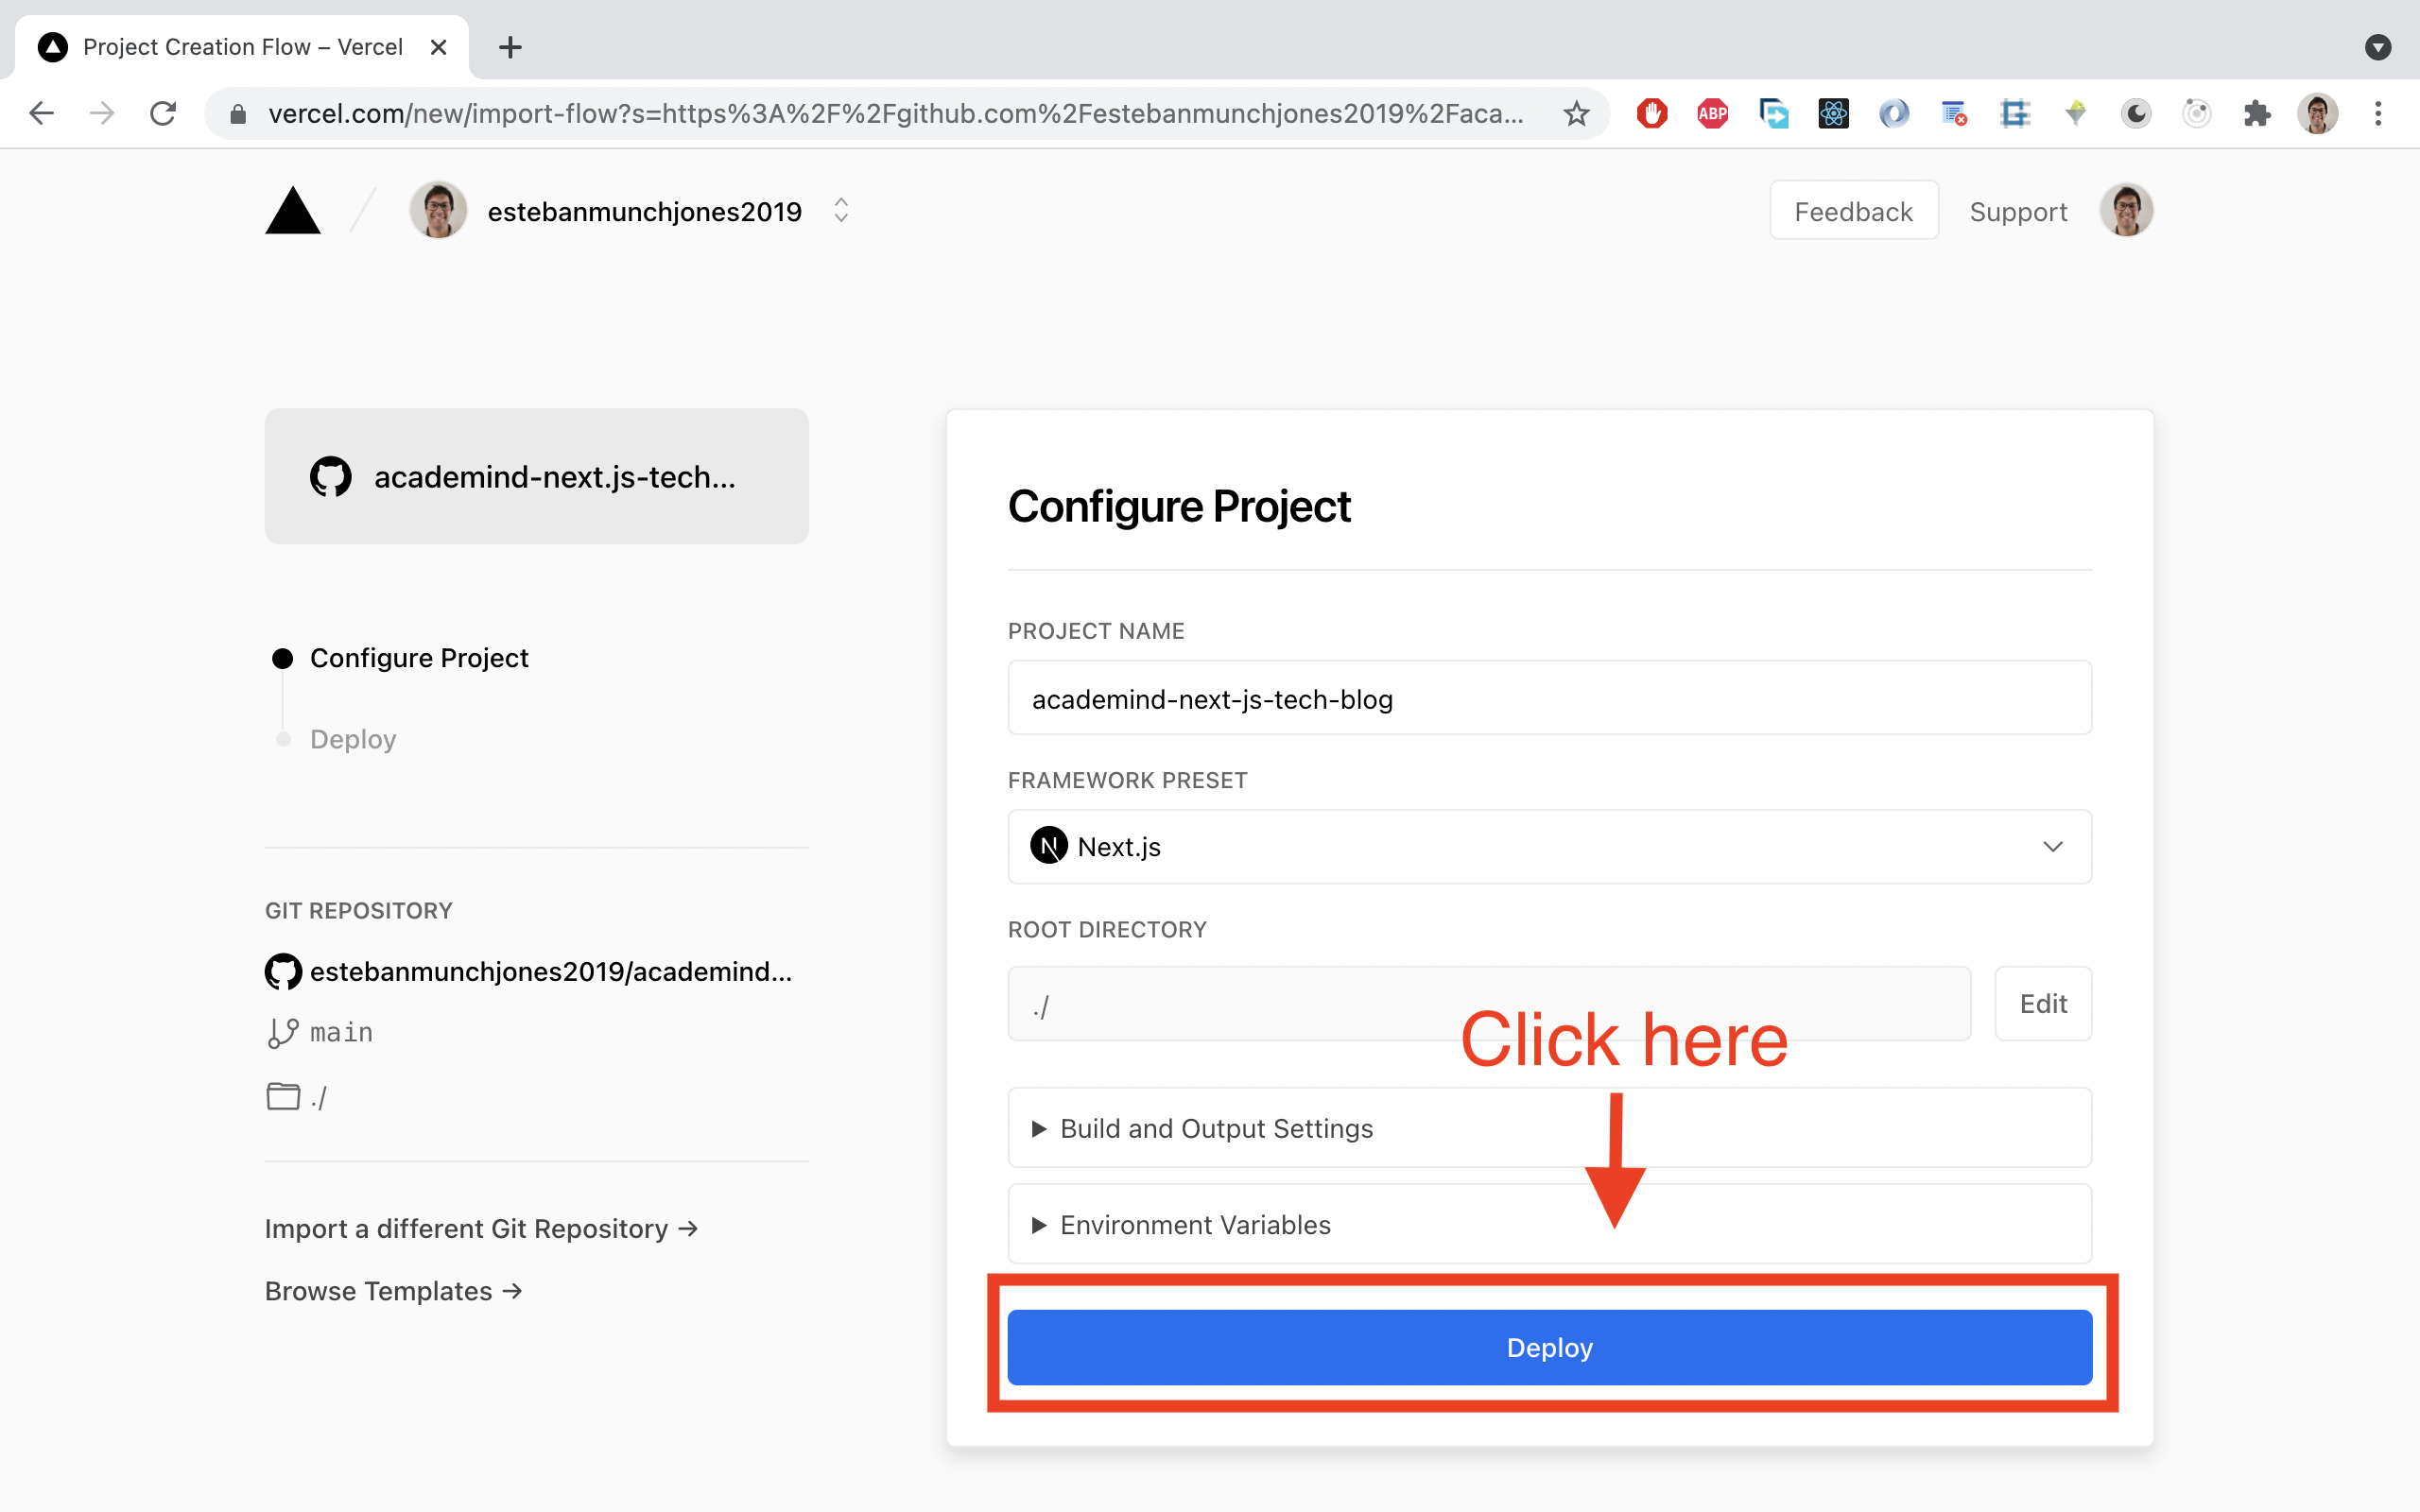 Project Creation Flow – Vercel
vercel.com/new/import-flow?s=https%3A%2F%2Fgithub.com%2Festebanmunchjones2019%2Faca...
ABP
estebanmunchjones2019
Feedback
Support
academind-next.js-tech...
Configure Project
Deploy
GIT REPOSITORY
estebanmunchjones2019/academind...
main
./
Import a different Git Repository →
Browse Templates →
Configure Project
PROJECT NAME
academind-next-js-tech-blog
FRAMEWORK PRESET
N Next.js
ROOT DIRECTORY
./
Edit
Click here
Build and Output Settings
Environment Variables
Deploy